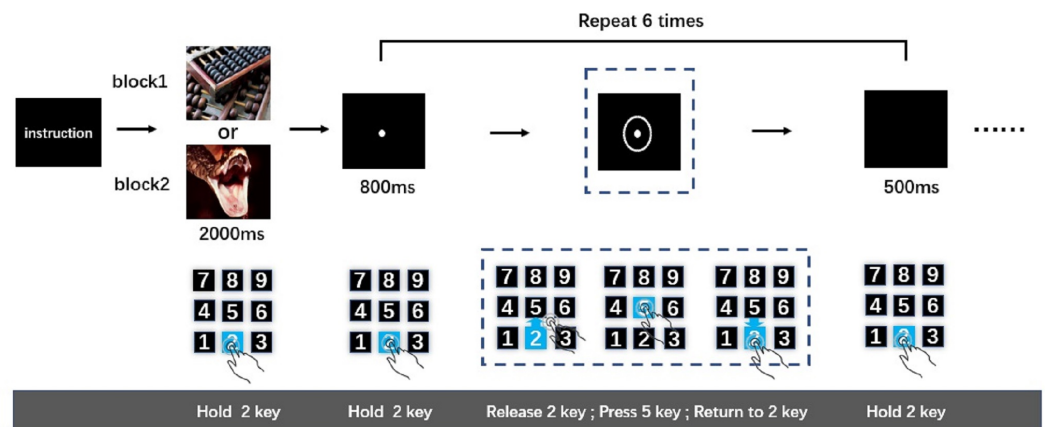 Repeat 6 times
block1
instruction
or
block2
2000ms
800ms
500ms
......
7 8 9
4 5 6
1 2 3
7 8 9
4 5 6
1 2 3
7 8 9
4 5 6
1 2 3
7 8 9
4 6
1 2 3
7 8 9
4 5 6
1 3
7 8 9
4 5 6
1 2 3
Hold 2 key
Hold 2 key
Release 2 key ; Press 5 key ; Return to 2 key
Hold 2 key